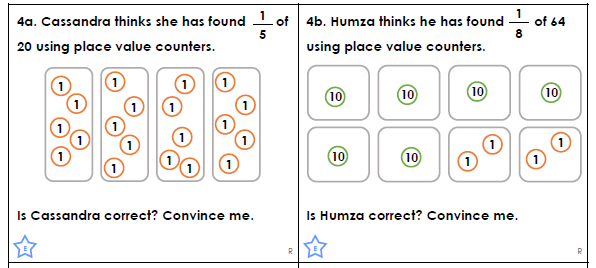 4a. Cassandra thinks she has found 1/5 of
20 using place value counters.
1 1 1 1
1 1 1 1
1 1 1 1
1 1 1 1
1 1 1 1
Is Cassandra correct? Convince me.
E
R
4b. Humza thinks he has found 1/8 of 64
using place value counters.
10 10 10 10
10 10 1 1 1 1
Is Humza correct? Convince me.
E
R